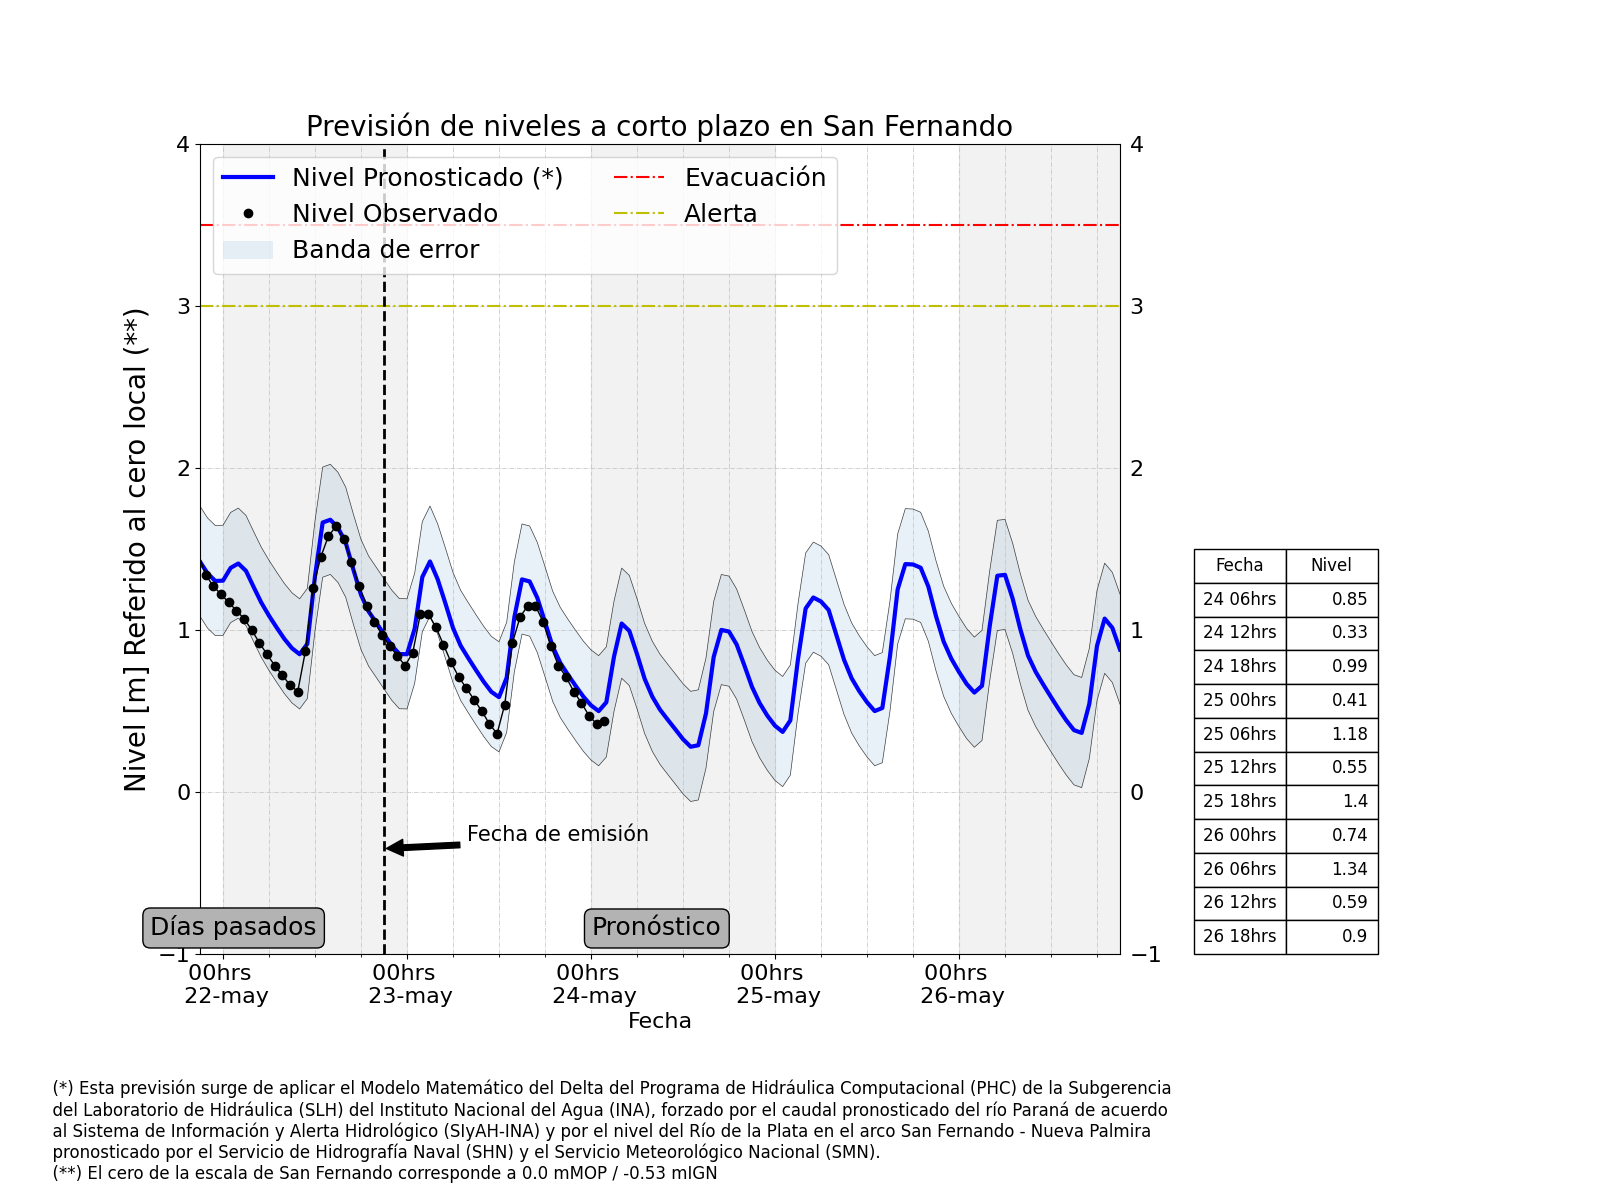 Previsión de niveles a corto plazo en San Fernando
Nivel Pronosticado (*)
Nivel Observado
Banda de error
Evacuación
Alerta
4
3
2
1
0
−1
4
3
2
1
0
−1
Nivel [m] Referido al cero local (**)
Fecha de emisión
Días pasados
Pronóstico
00hrs
22-may
00hrs
23-may
00hrs
24-may
00hrs
25-may
00hrs
26-may
Fecha
Fecha Nivel
24 06hrs 0.85
24 12hrs 0.33
24 18hrs 0.99
25 00hrs 0.41
25 06hrs 1.18
25 12hrs 0.55
25 18hrs 1.4
26 00hrs 0.74
26 06hrs 1.34
26 12hrs 0.59
26 18hrs 0.9
(*) Esta previsión surge de aplicar el Modelo Matemático del Delta del Programa de Hidráulica Computacional (PHC) de la Subgerencia
del Laboratorio de Hidráulica (SLH) del Instituto Nacional del Agua (INA), forzado por el caudal pronosticado del río Paraná de acuerdo
al Sistema de Información y Alerta Hidrológico (SIyAH-INA) y por el nivel del Río de la Plata en el arco San Fernando - Nueva Palmira
pronosticado por el Servicio de Hidrografía Naval (SHN) y el Servicio Meteorológico Nacional (SMN).
(**) El cero de la escala de San Fernando corresponde a 0.0 mMOP / -0.53 mIGN